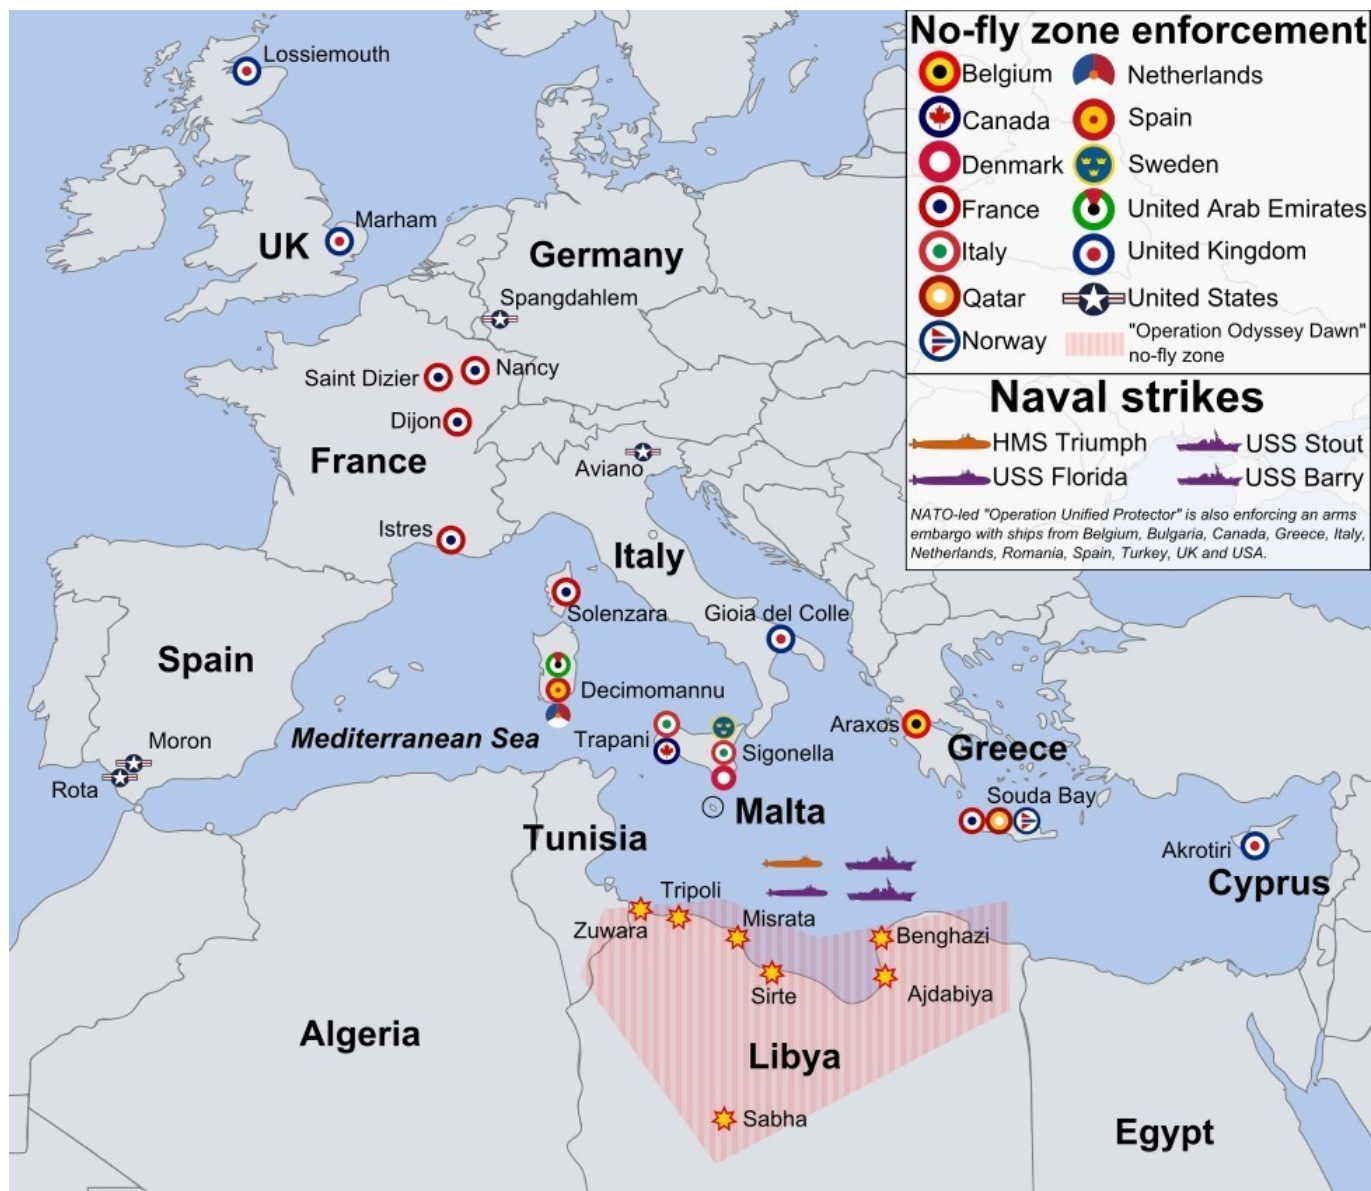 No-fly zone enforcement
Belgium
Netherlands
Canada
Spain
Denmark
Sweden
France
United Arab Emirates
Italy
United Kingdom
Qatar
United States
Norway
"Operation Odyssey Dawn"
no-fly zone
Naval strikes
HMS Triumph
USS Stout
USS Florida
USS Barry
NATO-led "Operation Unified Protector" is also enforcing an arms
embargo with ships from Belgium, Bulgaria, Canada, Greece, Italy,
Netherlands, Romania, Spain, Turkey, UK and USA.
Lossiemouth
Marham
UK
Germany
Spangdahlem
Nancy
Saint Dizier
Dijon
France
Aviano
Istres
Italy
Solenzara
Gioia del Colle
Spain
Decimomannu
Moron
Mediterranean Sea
Trapani
Sigonella
Araxos
Greece
Rota
Souda Bay
Malta
Tunisia
Akrotiri
Cyprus
Tripoli
Misrata
Zuwara
Benghazi
Sirte
Ajdabiya
Algeria
Libya
Sabha
Egypt